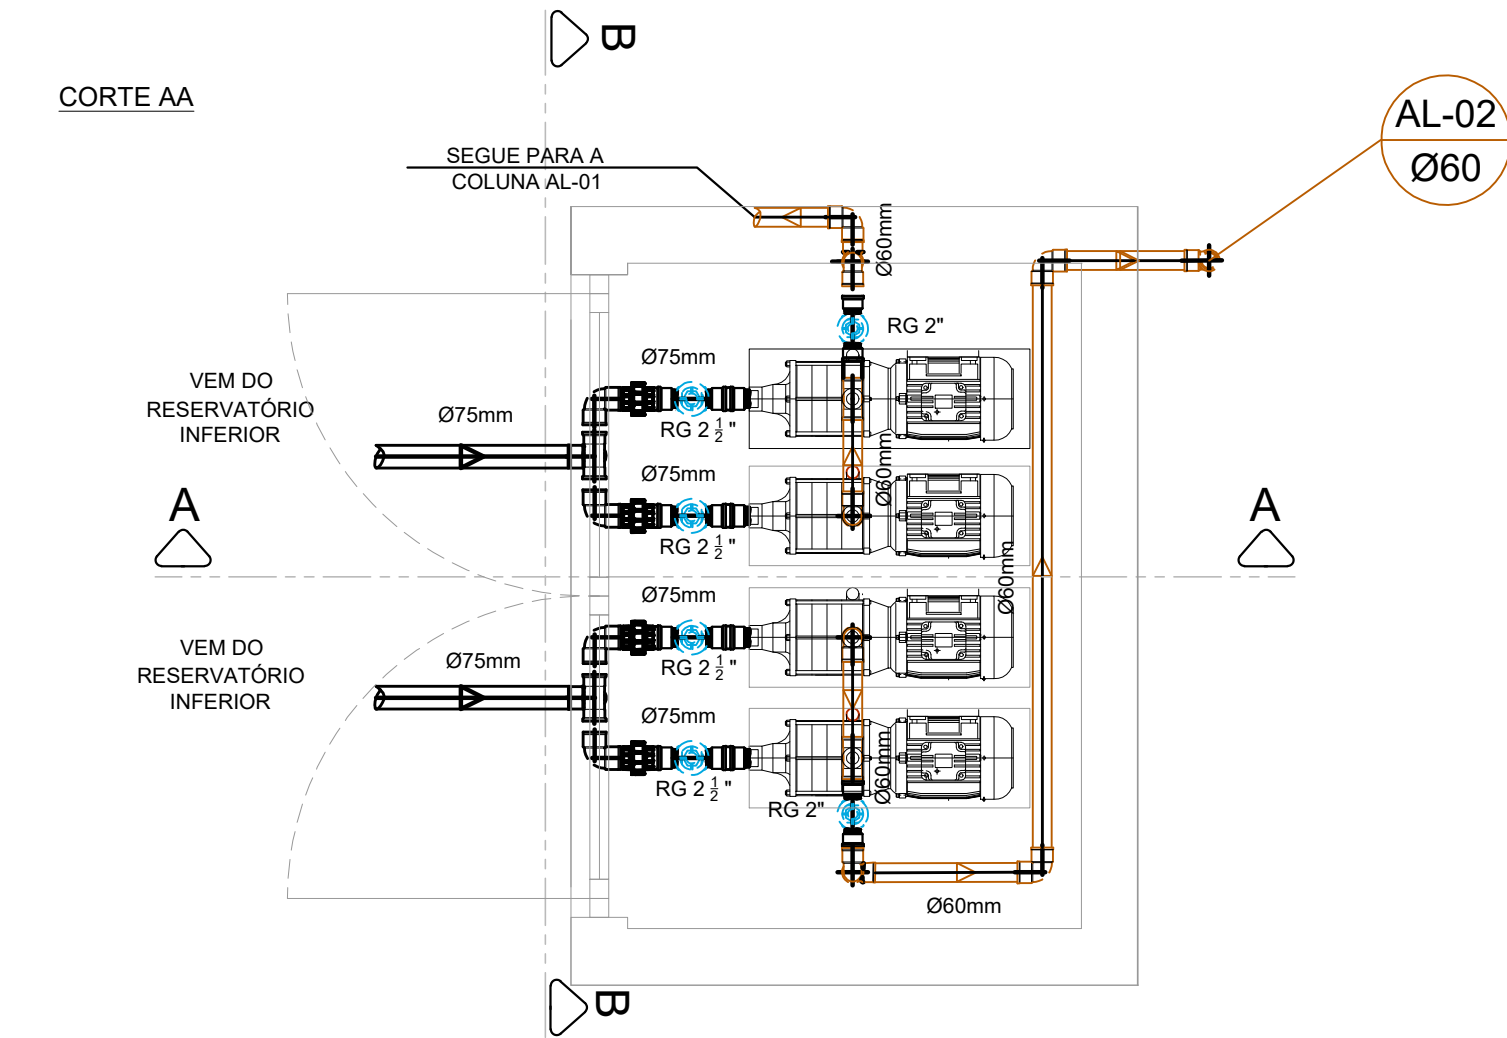 B
CORTE AA
AL-02
Ø60
SEGUE PARA A
COLUNA AL-01
Ø60mm
RG 2"
Ø75mm
VEM DO
RESERVATÓRIO
INFERIOR
Ø75mm
RG 2 1/2"
Ø60mm
Ø75mm
A
A
RG 2 1/2"
Ø60mm
Ø75mm
VEM DO
RESERVATÓRIO
INFERIOR
Ø75mm
RG 2 1/2"
Ø75mm
Ø60mm
RG 2 1/2"
RG 2"
Ø60mm
B